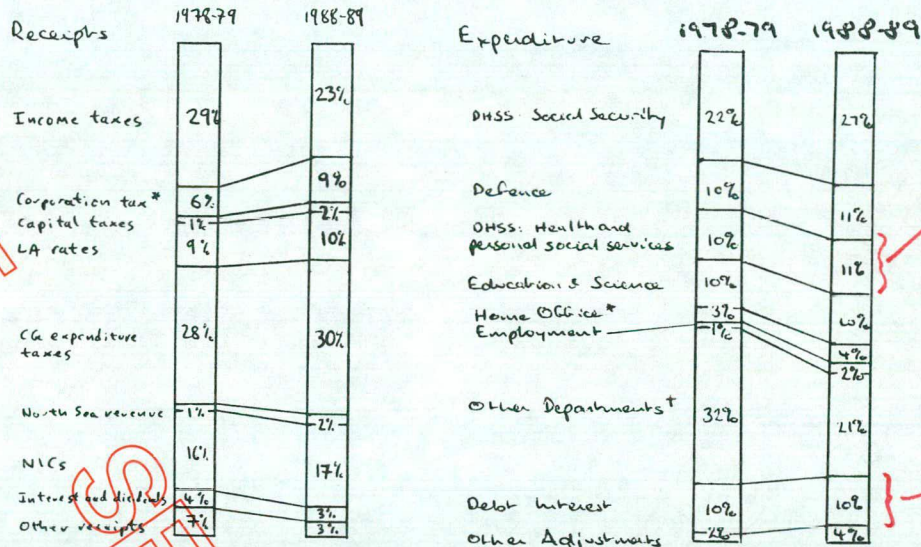 Receipts
1978-79 1988-89
Income taxes 29% 23%
Corporation tax* 6% 9%
Capital taxes 1% 2%
LA rates 9% 10%
CG expenditure
taxes 28% 30%
North Sea revenue 1% 2%
NICs 16% 17%
Interest and dividends 4% 3%
Other receipts 7% 3%
Expenditure 1978-79 1988-89
DHSS: Social Security 22% 27%
Defence 10% 11%
DHSS: Health and
personal social services 10% 11%
Education & Science 10% 10%
Home Office* 3% 4%
Employment 1% 2%
Other Departments† 32% 21%
Debt Interest 10% 10%
Other Adjustments 2% 4%